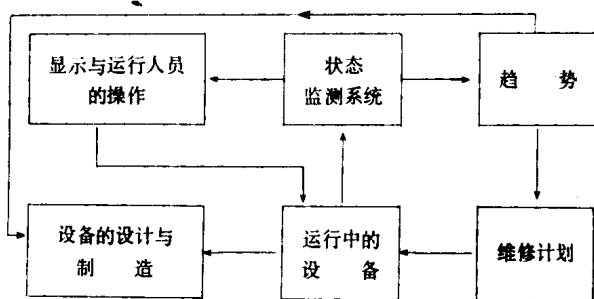 显示与运行人员
的操作
状态
监测系统
趋 势
设备的设计与
制 造
运行中的
设 备
维修计划